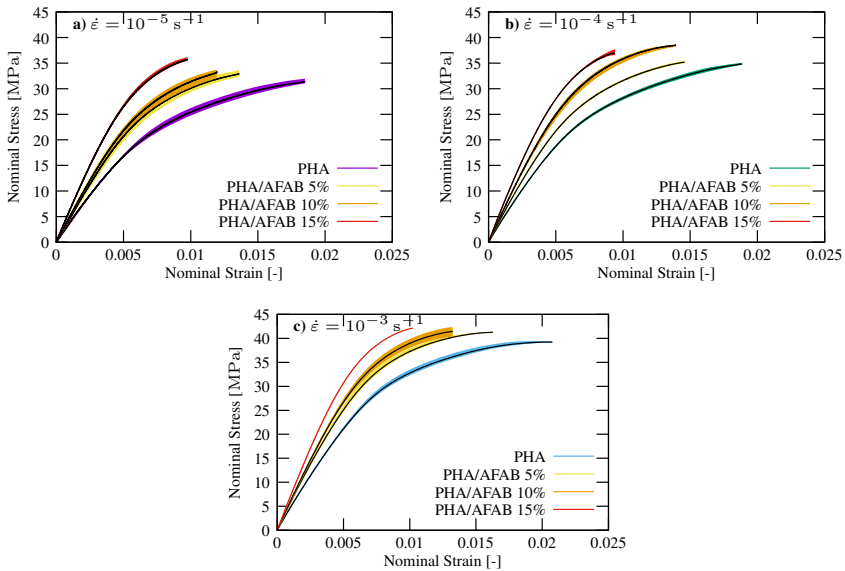 a) ε̇ = 10⁻⁵ s⁺¹
Nominal Stress [MPa]
45
40
35
30
25
20
15
10
5
0
PHA
PHA/AFAB 5%
PHA/AFAB 10%
PHA/AFAB 15%
0 0.005 0.01 0.015 0.02 0.025
Nominal Strain [-]
b) ε̇ = 10⁻⁴ s⁺¹
Nominal Stress [MPa]
45
40
35
30
25
20
15
10
5
0
PHA
PHA/AFAB 5%
PHA/AFAB 10%
PHA/AFAB 15%
0 0.005 0.01 0.015 0.02 0.025
Nominal Strain [-]
c) ε̇ = 10⁻³ s⁺¹
Nominal Stress [MPa]
45
40
35
30
25
20
15
10
5
0
PHA
PHA/AFAB 5%
PHA/AFAB 10%
PHA/AFAB 15%
0 0.005 0.01 0.015 0.02 0.025
Nominal Strain [-]